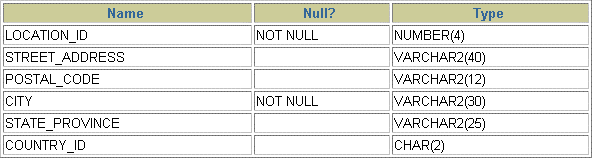 Name Null? Type
LOCATION_ID NOT NULL NUMBER(4)
STREET_ADDRESS VARCHAR2(40)
POSTAL_CODE VARCHAR2(12)
CITY NOT NULL VARCHAR2(30)
STATE_PROVINCE VARCHAR2(25)
COUNTRY_ID CHAR(2)